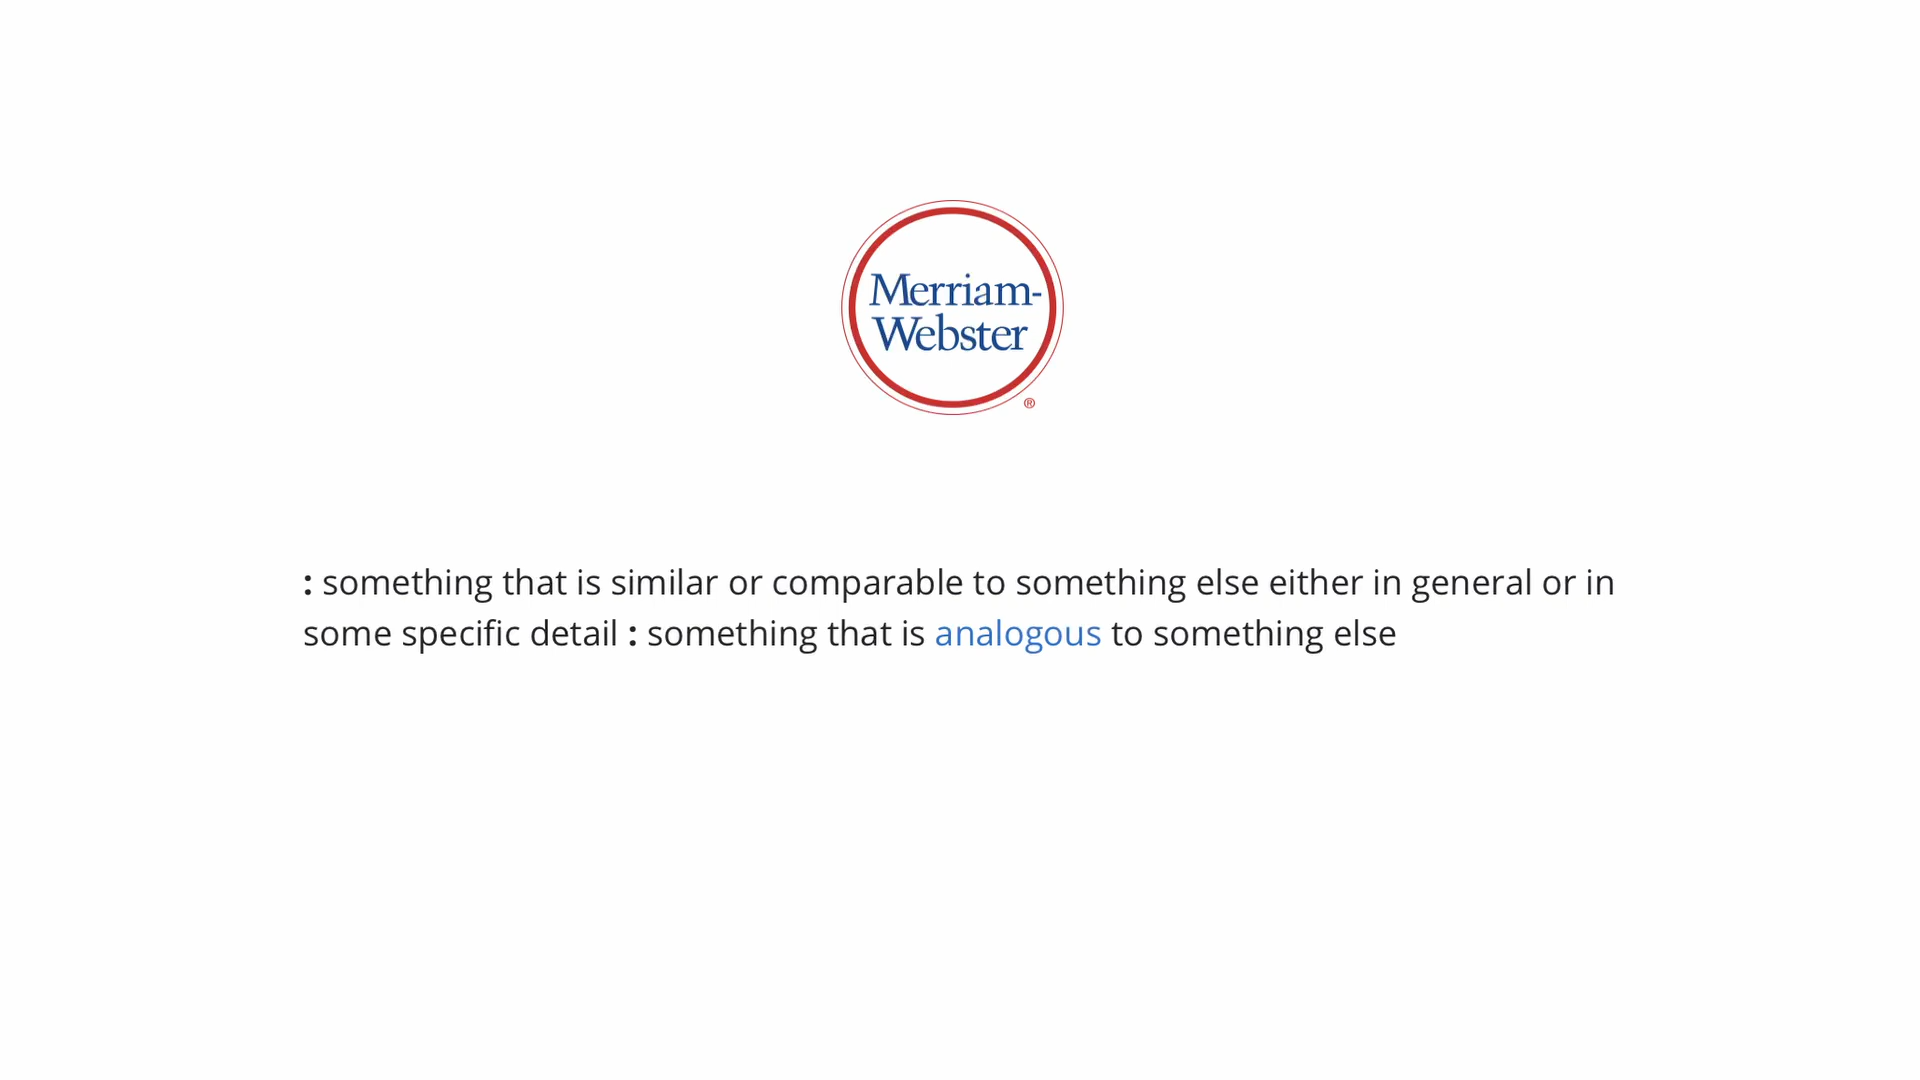 Merriam-
Webster
®
: something that is similar or comparable to something else either in general or in
some specific detail : something that is analogous to something else